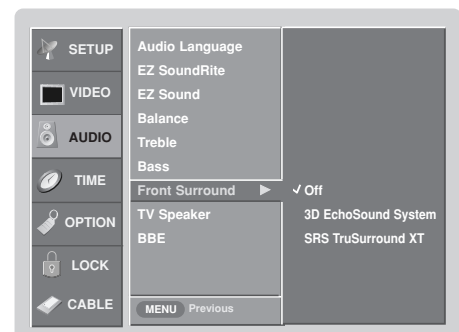 SETUP
VIDEO
AUDIO
TIME
OPTION
LOCK
CABLE
Audio Language
EZ SoundRite
EZ Sound
Balance
Treble
Bass
Front Surround
TV Speaker
BBE
MENU Previous
Off
3D EchoSound System
SRS TruSurround XT